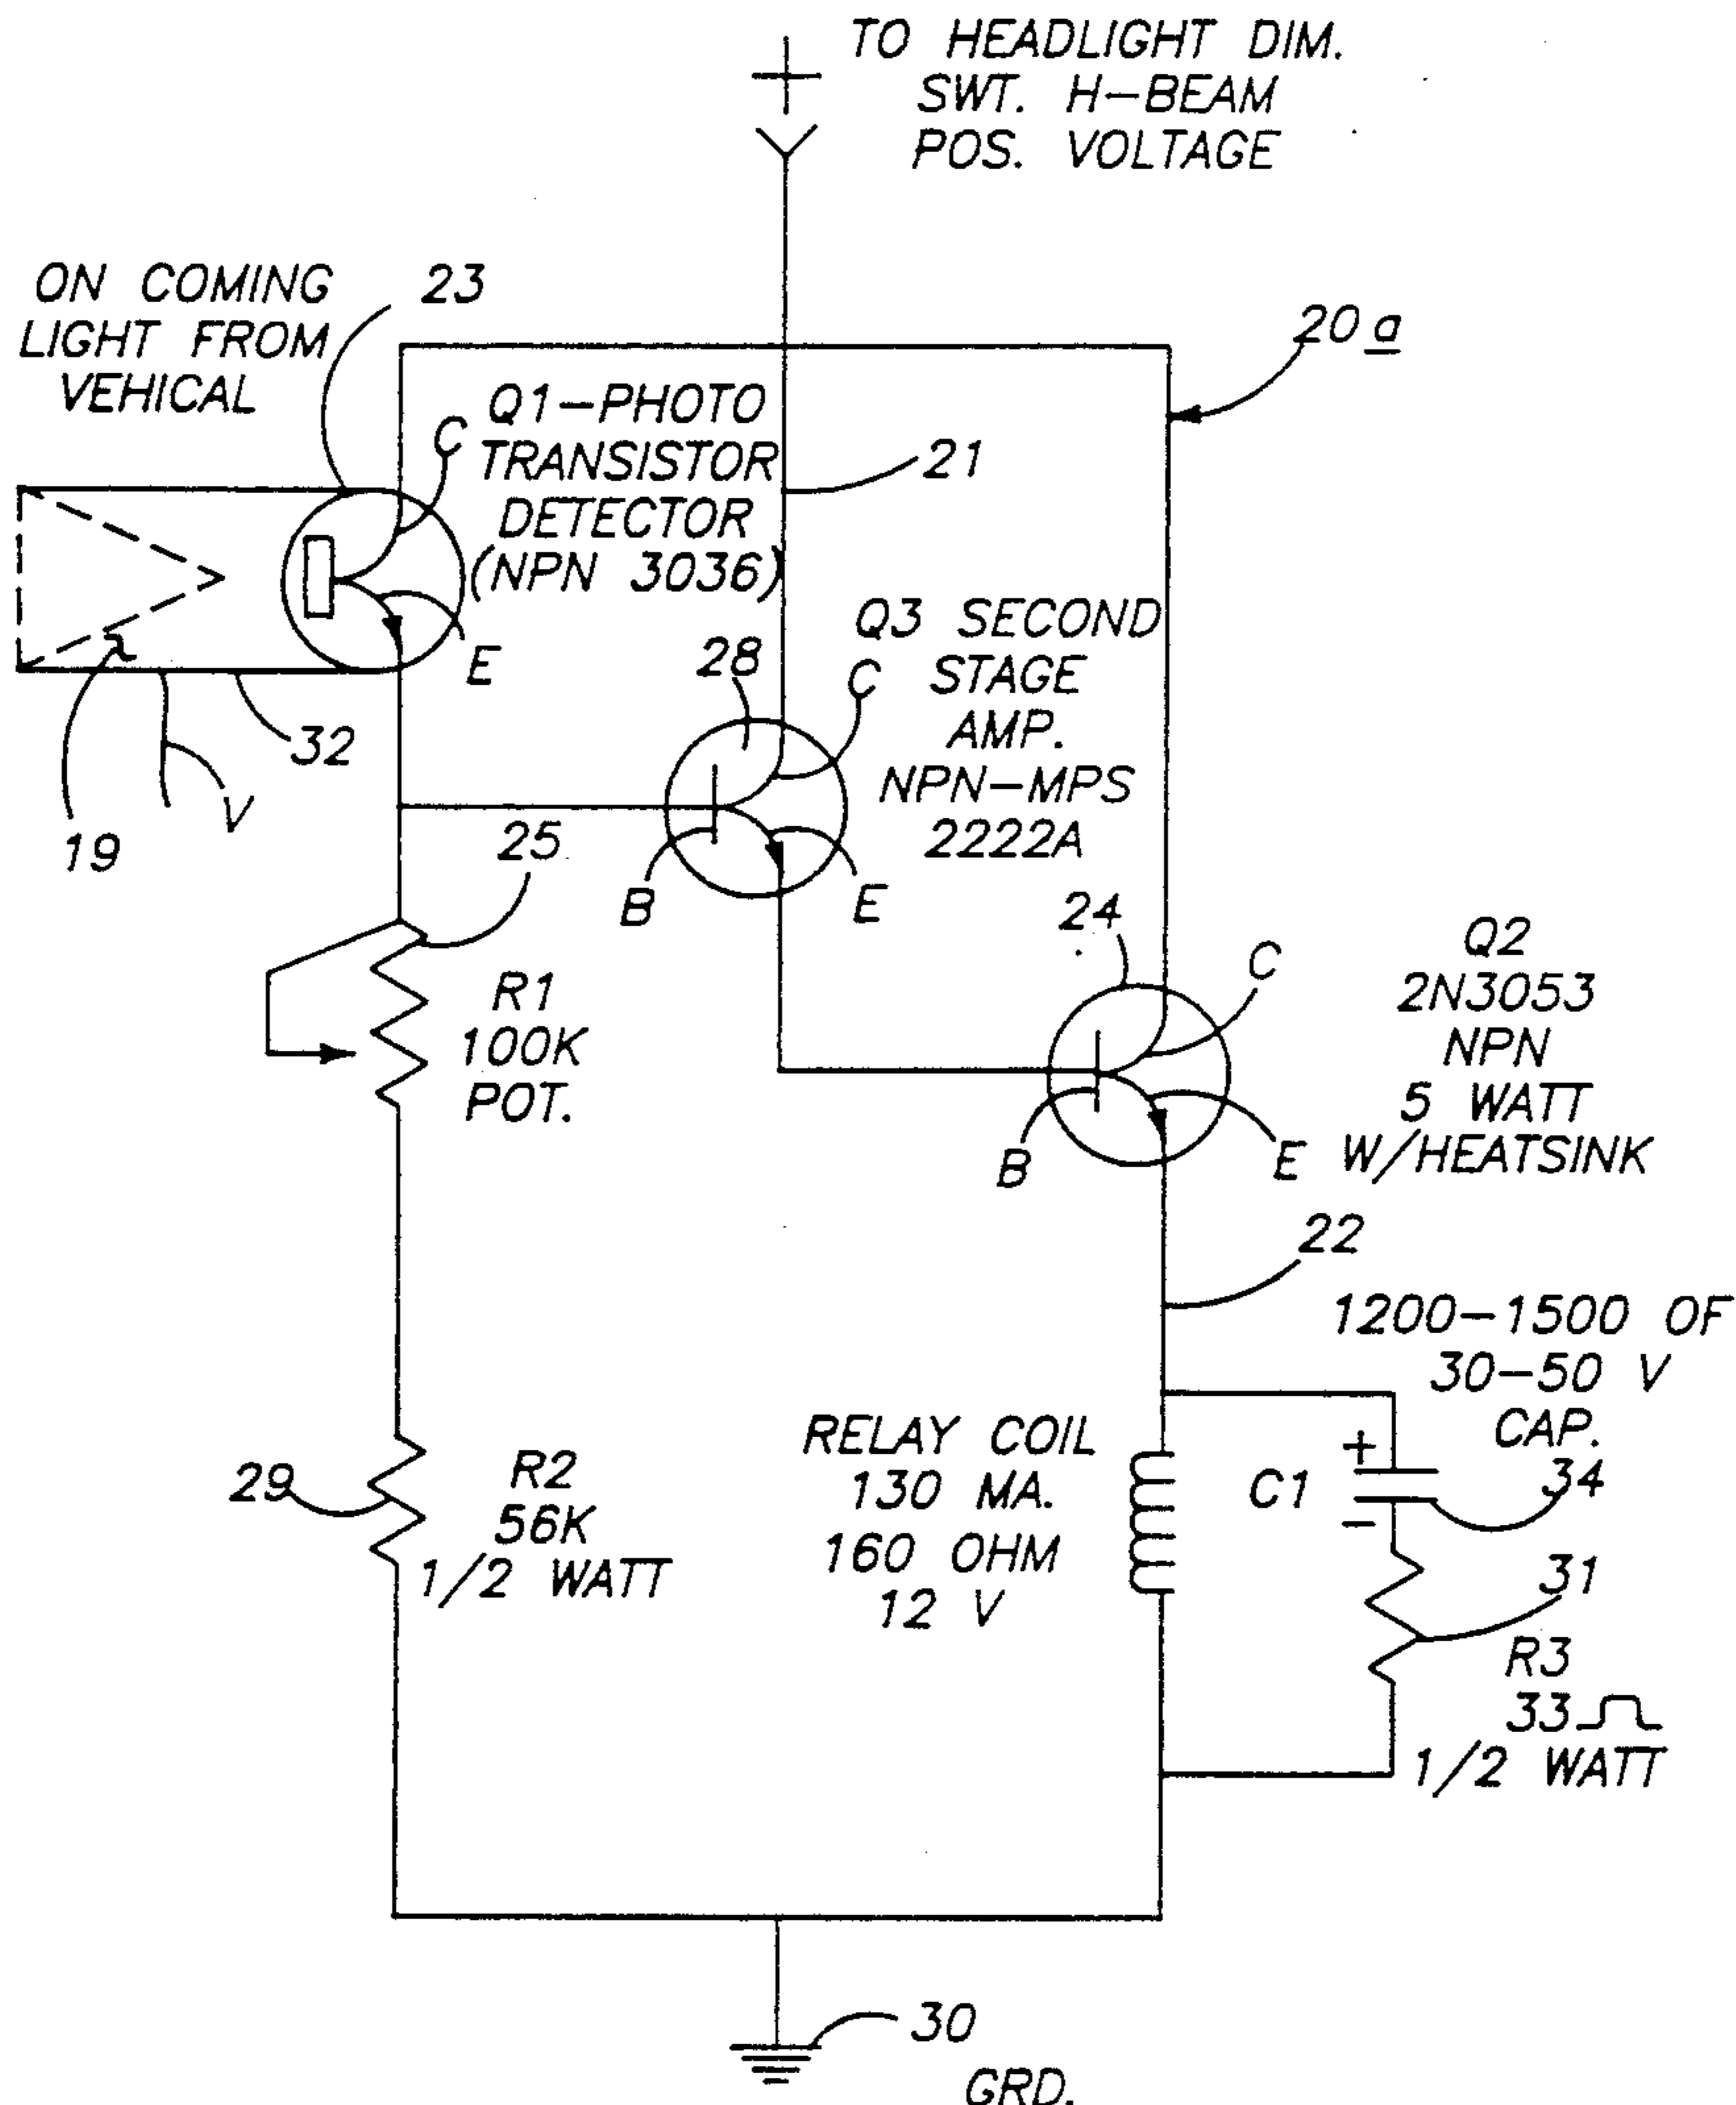 TO HEADLIGHT DIM.
SWT. H-BEAM
POS. VOLTAGE
+
ON COMING
LIGHT FROM
VEHICAL
23
20 a
Q1-PHOTO
TRANSISTOR
DETECTOR
(NPN 3036)
C
E
21
19
V
32
28
Q3 SECOND
STAGE
AMP.
NPN-MPS
2222A
C
B
E
25
R1
100K
POT.
24
C
B
E
Q2
2N3053
NPN
5 WATT
W/HEATSINK
22
1200-1500 OF
30-50 V
CAP.
34
+
C1
-
RELAY COIL
130 MA.
160 OHM
12 V
29
R2
56K
1/2 WATT
31
R3
33
1/2 WATT
30
GRD.